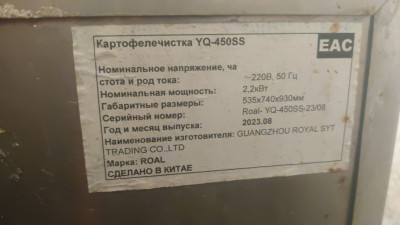 Картофелечистка YQ-450SS
EAC
Номинальное напряжение, ча
стота и род тока: ~220В, 50 Гц
Номинальная мощность: 2,2кВт
Габаритные размеры: 535x740x930мм
Серийный номер: Roal- YQ-450SS-23/08
Год и месяц выпуска: 2023.08
Наименование изготовителя: GUANGZHOU ROYAL SYT
TRADING CO.,LTD
Марка: ROAL
СДЕЛАНО В КИТАЕ